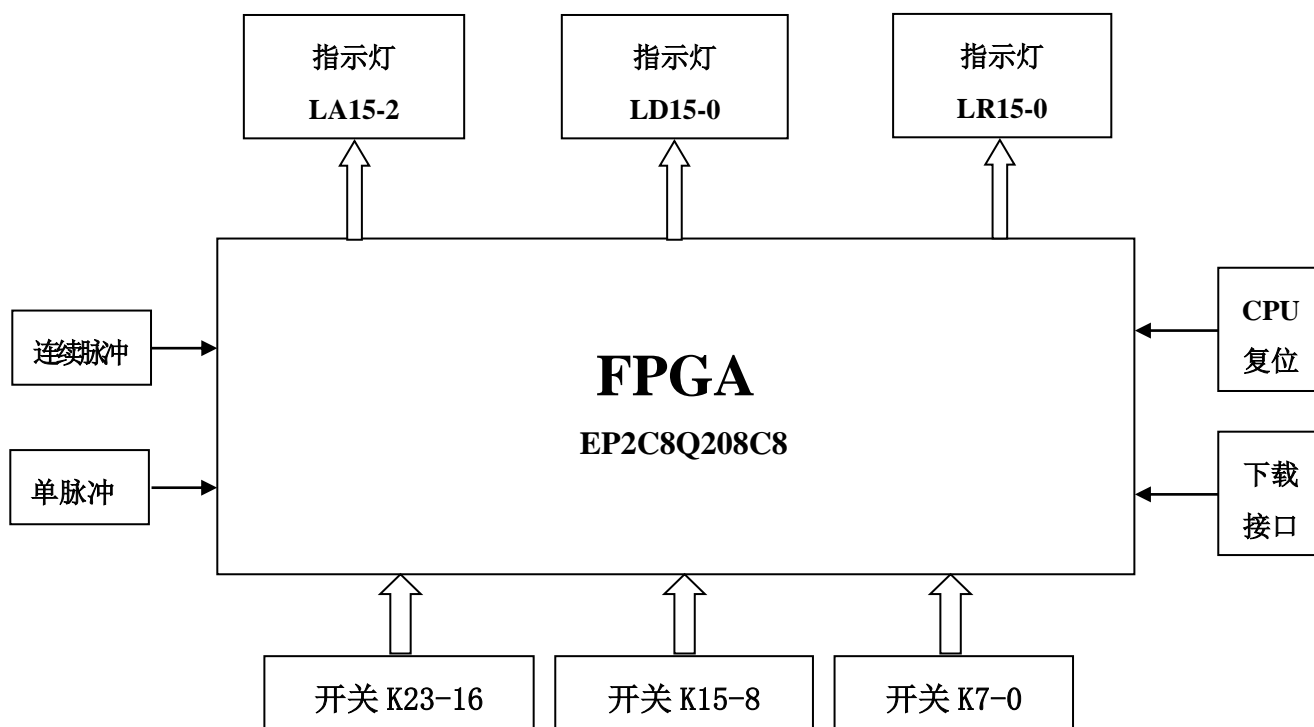 指示灯
LA15-2
指示灯
LD15-0
指示灯
LR15-0
连续脉冲
单脉冲
FPGA
EP2C8Q208C8
CPU
复位
下载
接口
开关 K23-16
开关 K15-8
开关 K7-0